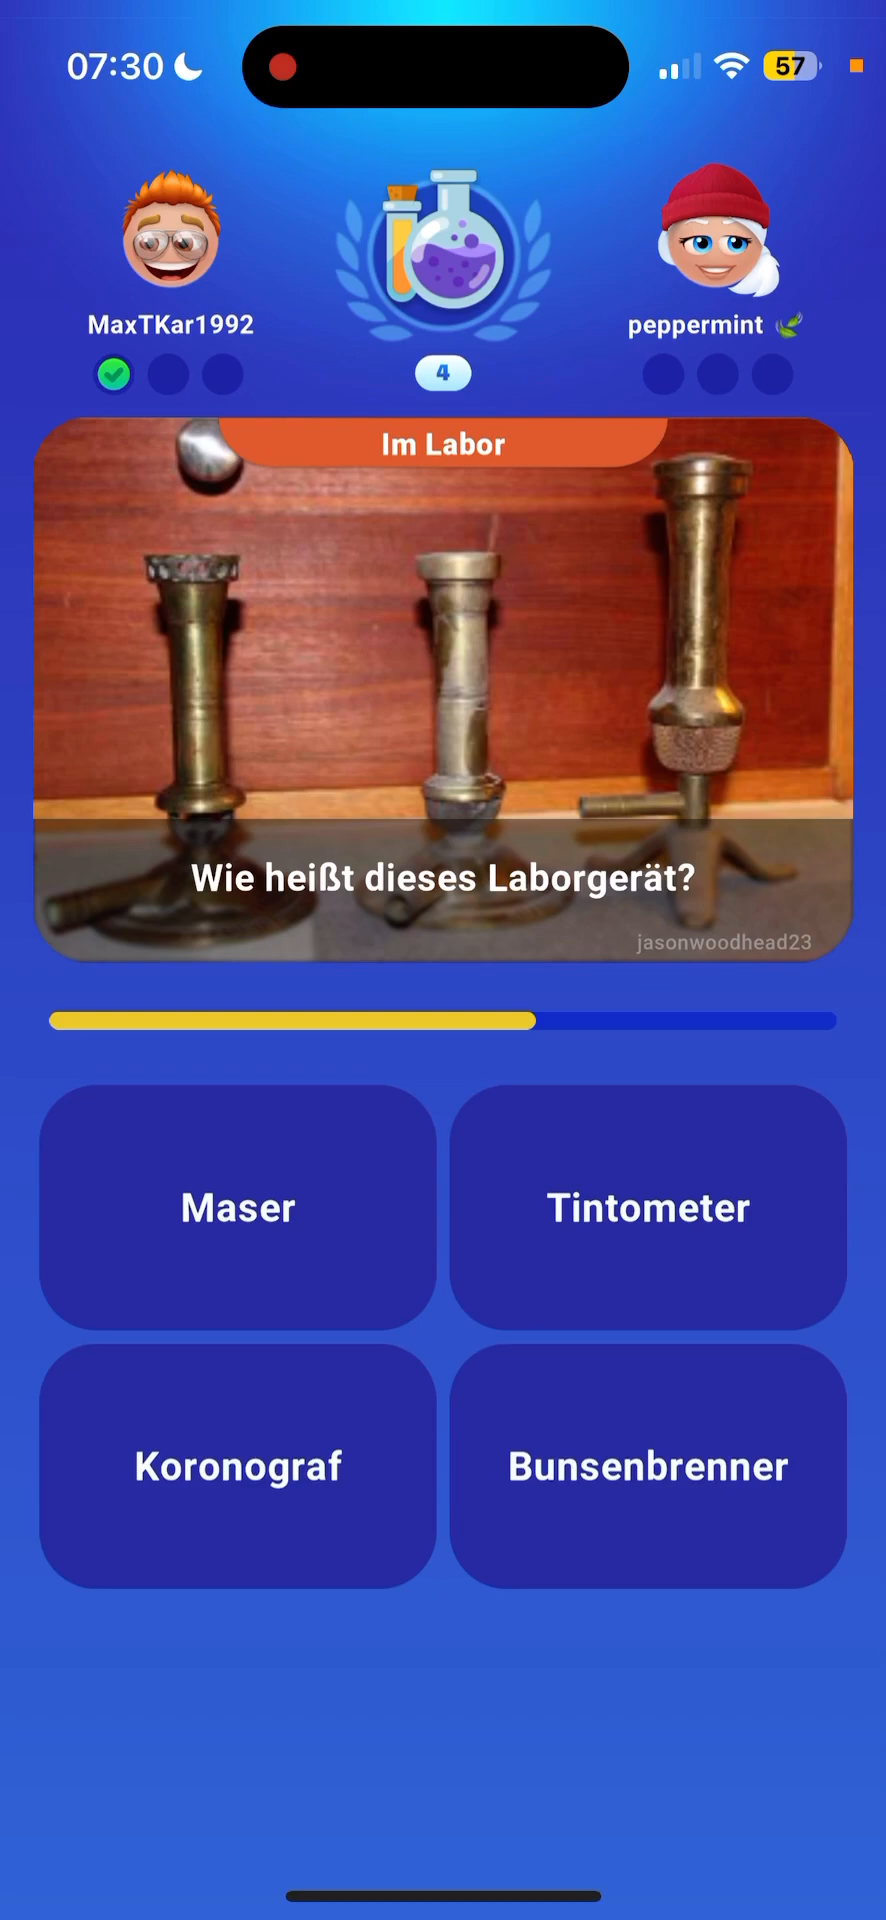 07:30
57
MaxTKar1992
peppermint
4
Im Labor
Wie heißt dieses Laborgerät?
jasonwoodhead23
Maser
Tintometer
Koronograf
Bunsenbrenner